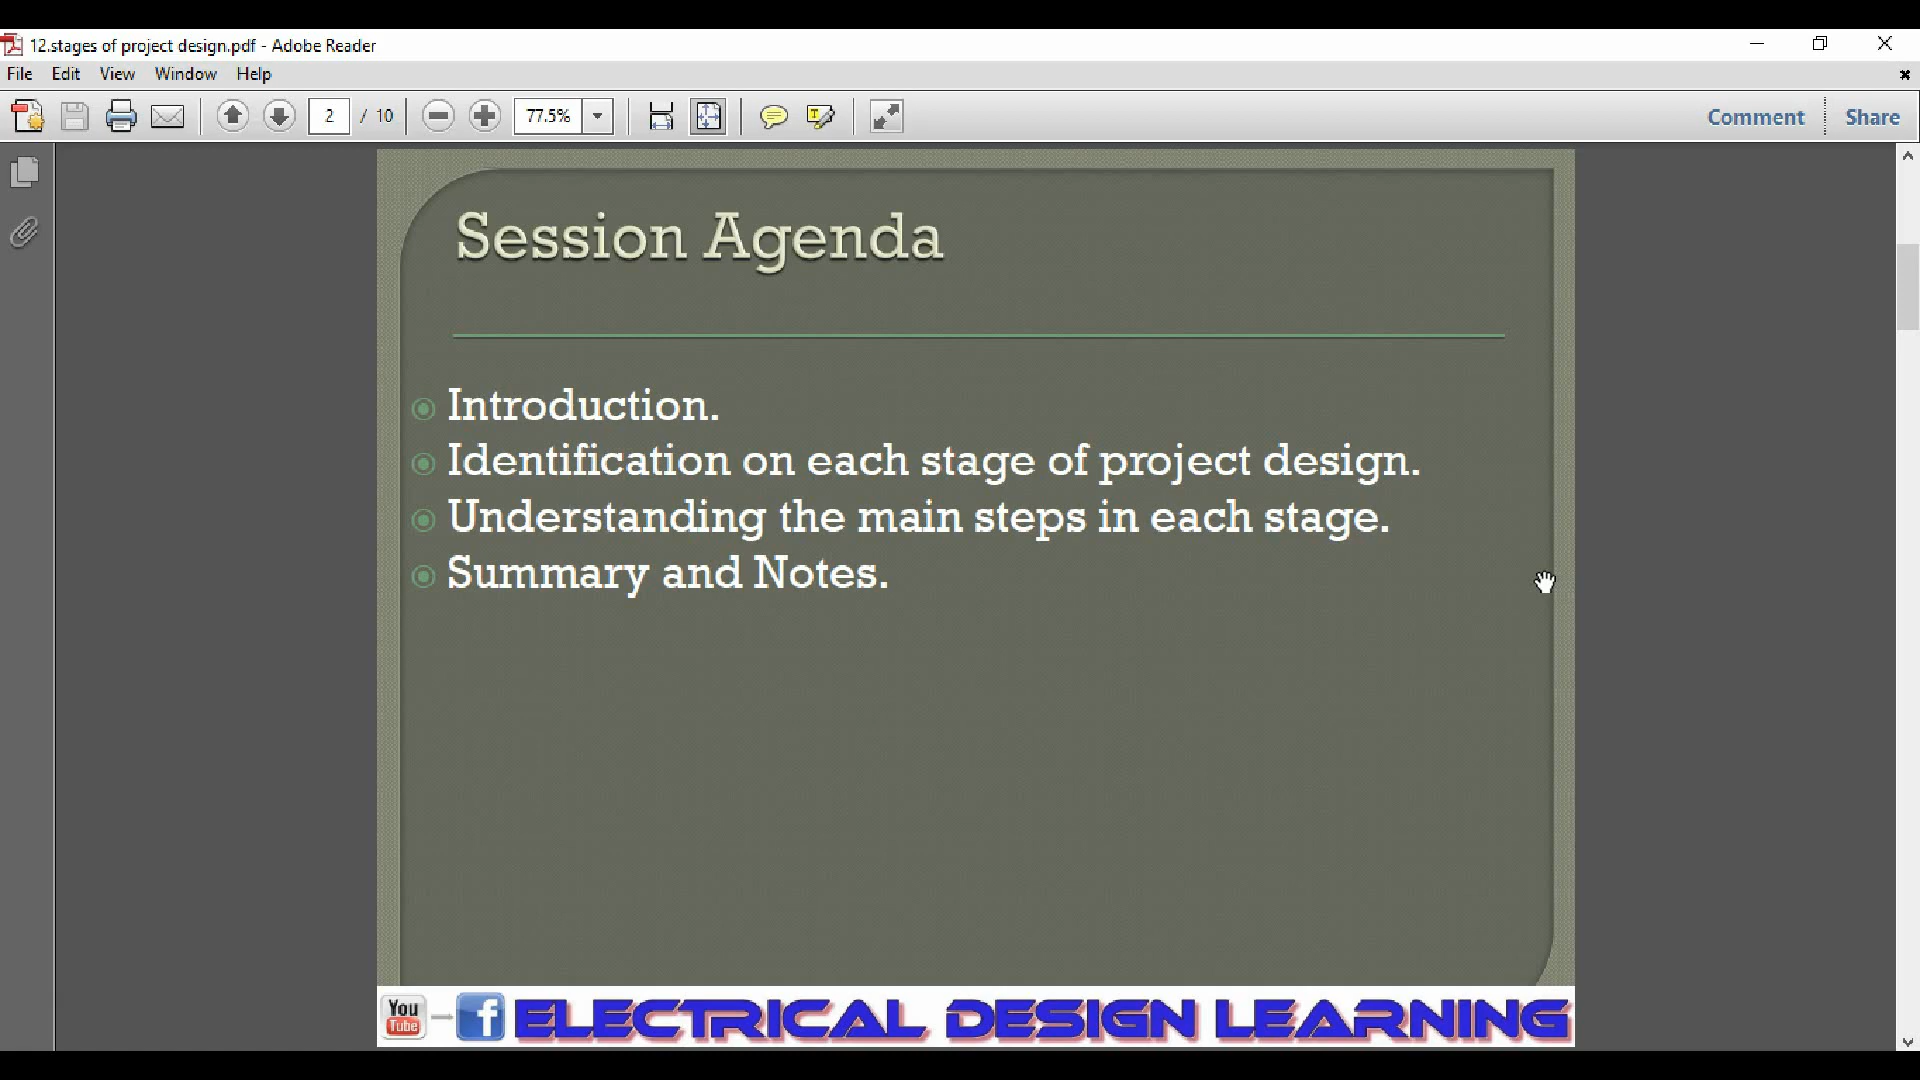 12.stages of project design.pdf - Adobe Reader
File Edit View Window Help
2 / 10 77.5% Comment Share
Session Agenda
Introduction.
Identification on each stage of project design.
Understanding the main steps in each stage.
Summary and Notes.
You Tube f ELECTRICAL DESIGN LEARNING